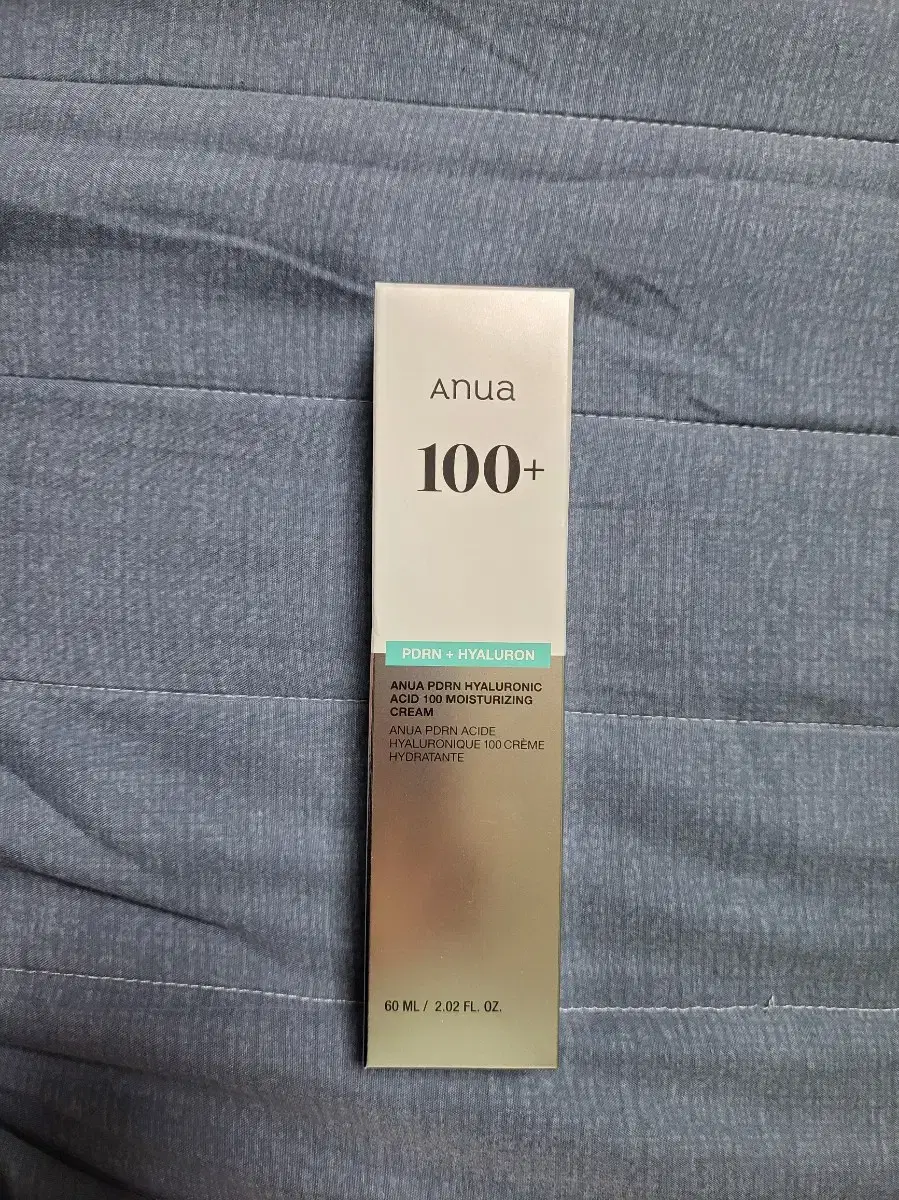 Anua
100+
PDRN + HYALURON
ANUA PDRN HYALURONIC
ACID 100 MOISTURIZING
CREAM
ANUA PDRN ACIDE
HYALURONIQUE 100 CRÈME
HYDRATANTE
60 ML / 2.02 FL. OZ.